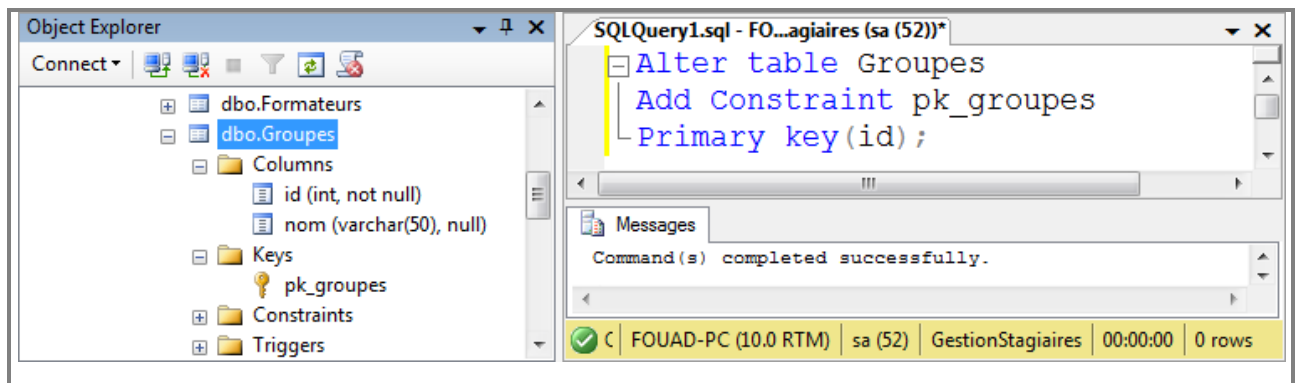 Object Explorer
Connect
dbo.Formateurs
dbo.Groupes
Columns
id (int, not null)
nom (varchar(50), null)
Keys
pk_groupes
Constraints
Triggers
SQLQuery1.sql - FO...agiaires (sa (52))*
Alter table Groupes
Add Constraint pk_groupes
Primary key(id);
Messages
Command(s) completed successfully.
C FOUAD-PC (10.0 RTM) sa (52) GestionStagiaires 00:00:00 0 rows